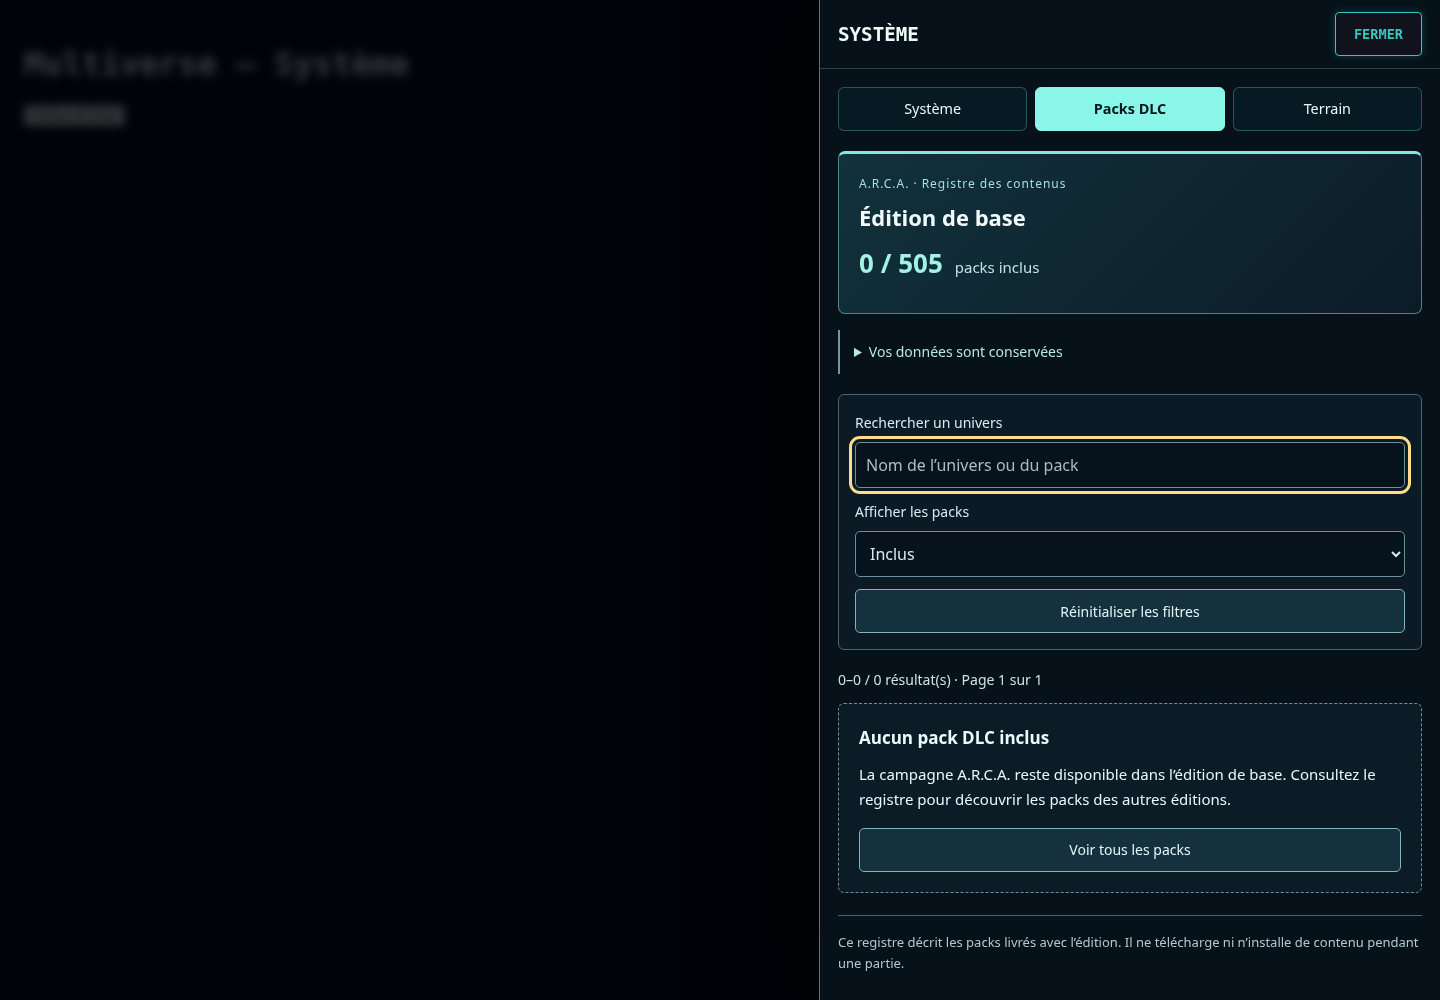 Multiverse — Système
SYSTÈME
FERMER
Système
Packs DLC
Terrain
A.R.C.A. · Registre des contenus
Édition de base
0 / 505 packs inclus
Vos données sont conservées
Rechercher un univers
Nom de l’univers ou du pack
Afficher les packs
Inclus
Réinitialiser les filtres
0–0 / 0 résultat(s) · Page 1 sur 1
Aucun pack DLC inclus
La campagne A.R.C.A. reste disponible dans l’édition de base. Consultez le
registre pour découvrir les packs des autres éditions.
Voir tous les packs
Ce registre décrit les packs livrés avec l’édition. Il ne télécharge ni n’installe de contenu pendant
une partie.